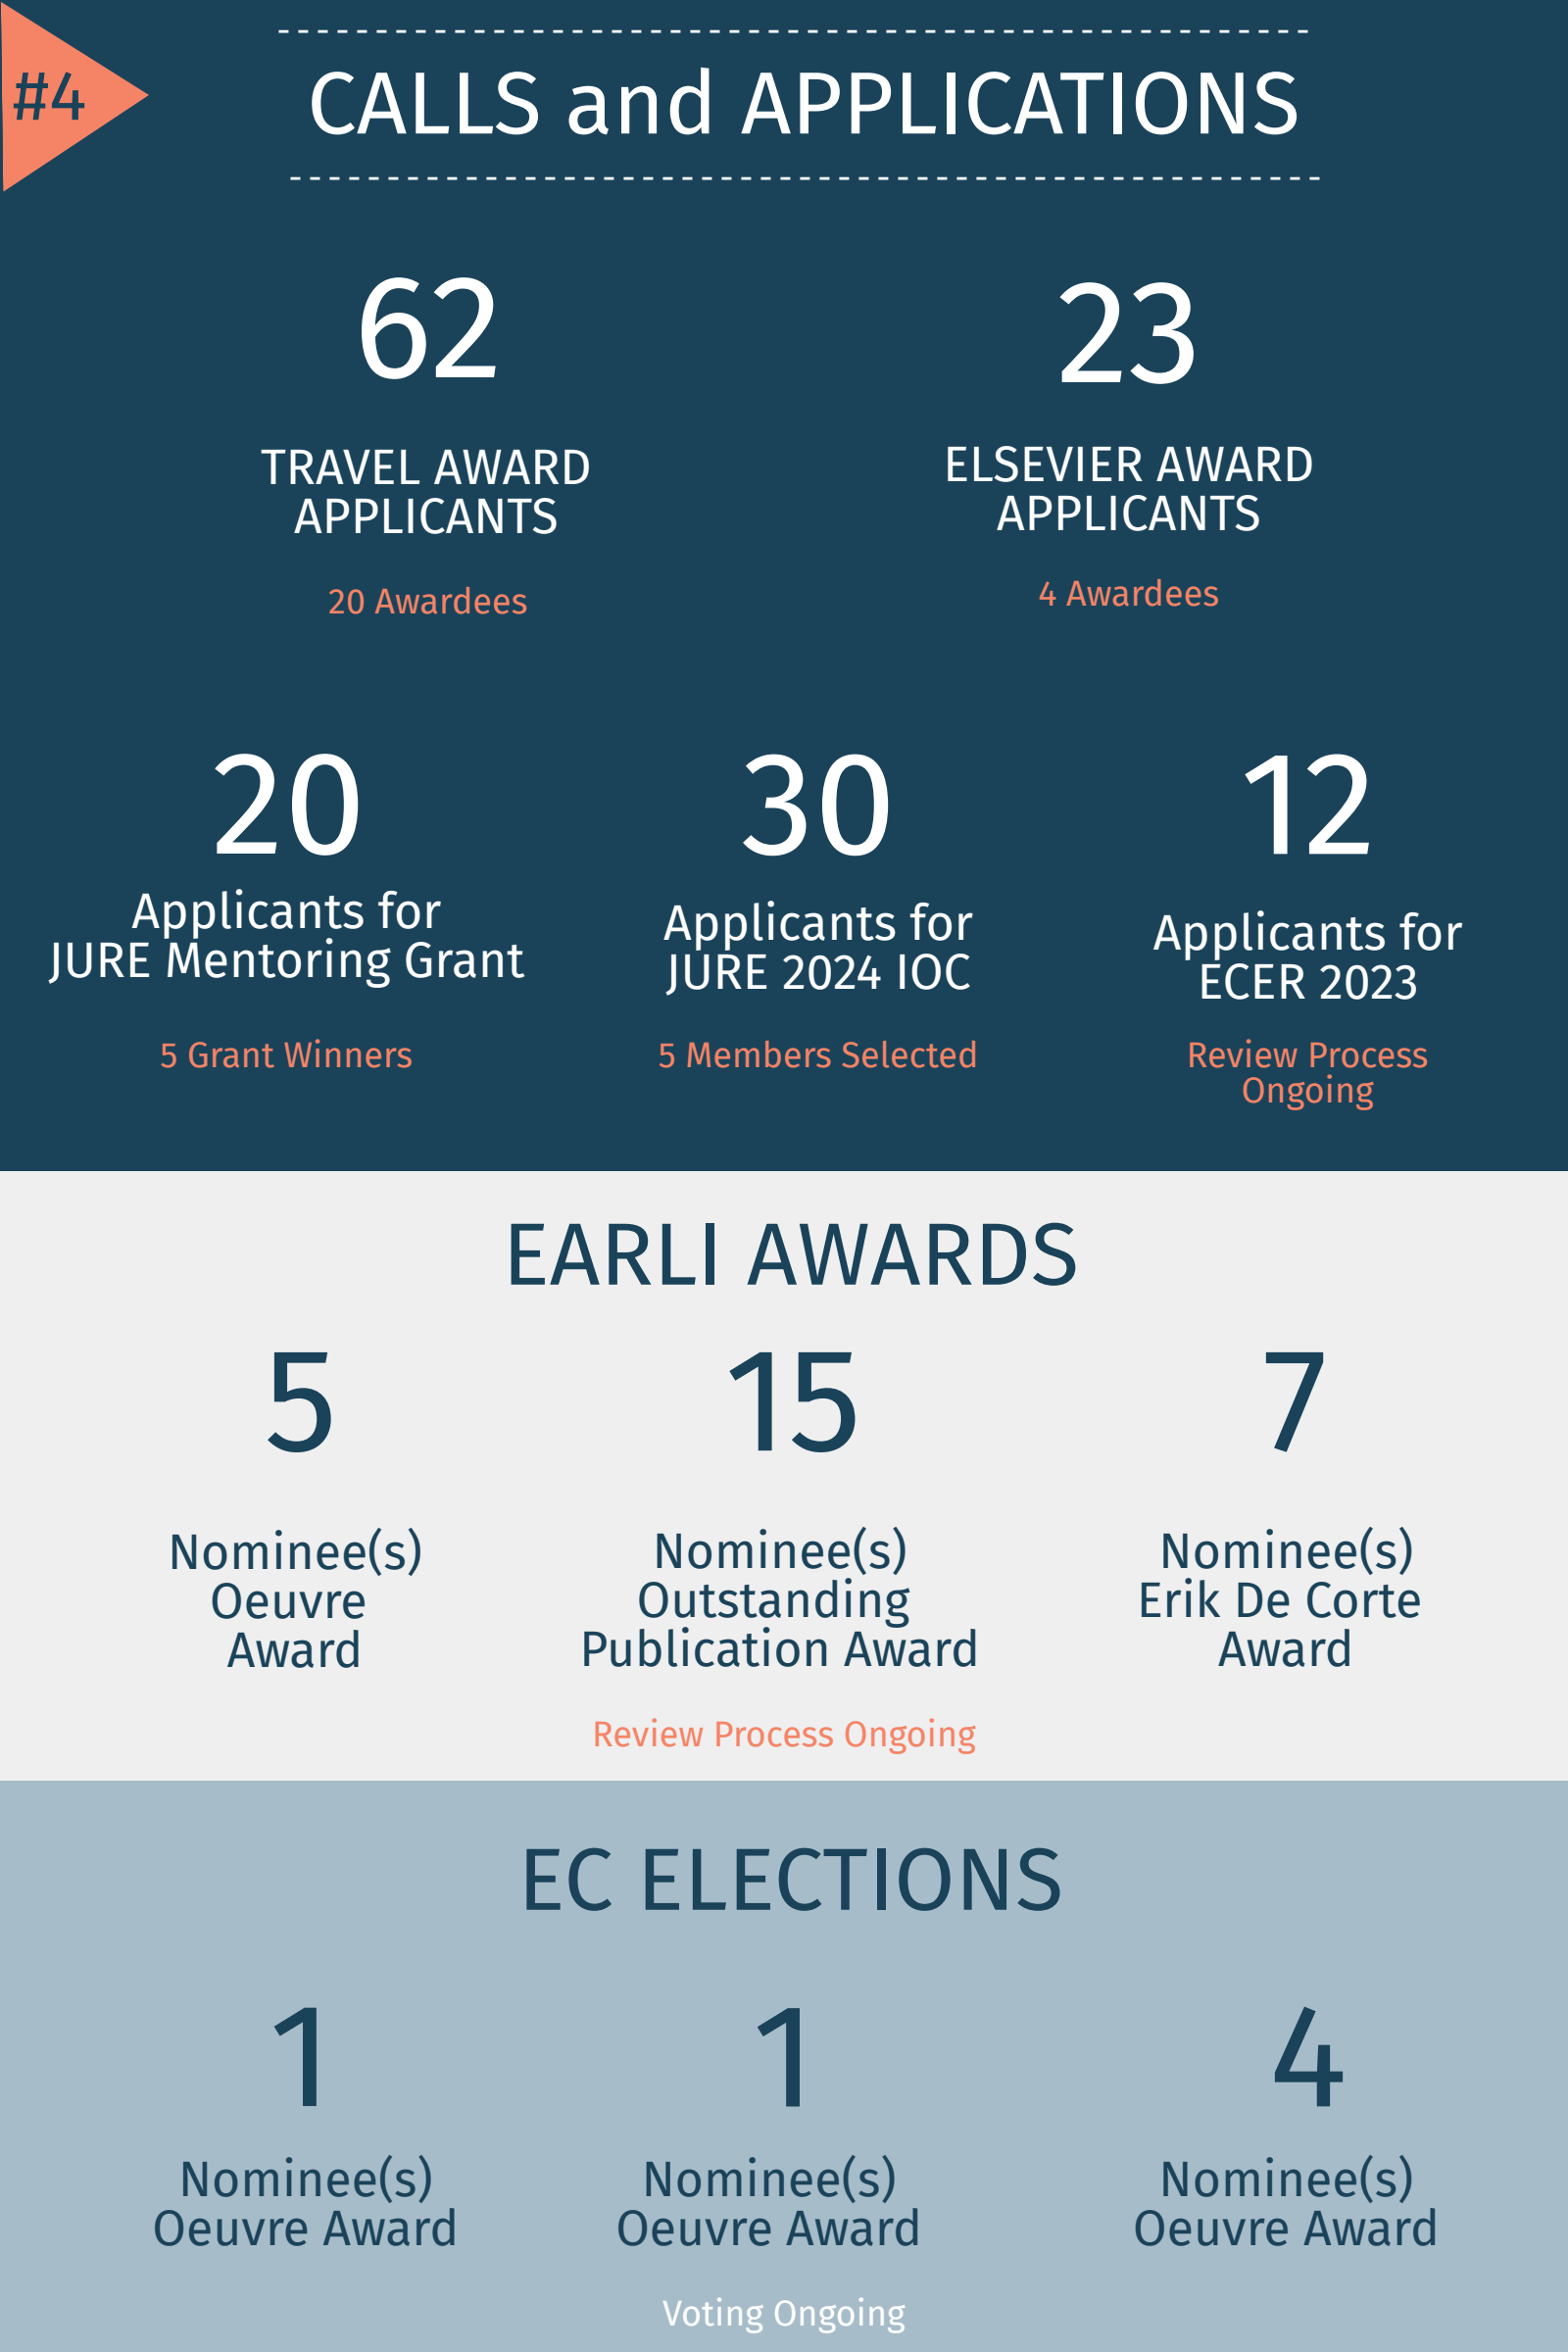 #4
CALLS and APPLICATIONS
62
TRAVEL AWARD
APPLICANTS
20 Awardees
23
ELSEVIER AWARD
APPLICANTS
4 Awardees
20
Applicants for
JURE Mentoring Grant
5 Grant Winners
30
Applicants for
JURE 2024 IOC
5 Members Selected
12
Applicants for
ECER 2023
Review Process
Ongoing
EARLI AWARDS
5
Nominee(s)
Oeuvre
Award
15
Nominee(s)
Outstanding
Publication Award
7
Nominee(s)
Erik De Corte
Award
Review Process Ongoing
EC ELECTIONS
1
Nominee(s)
Oeuvre Award
1
Nominee(s)
Oeuvre Award
4
Nominee(s)
Oeuvre Award
Voting Ongoing